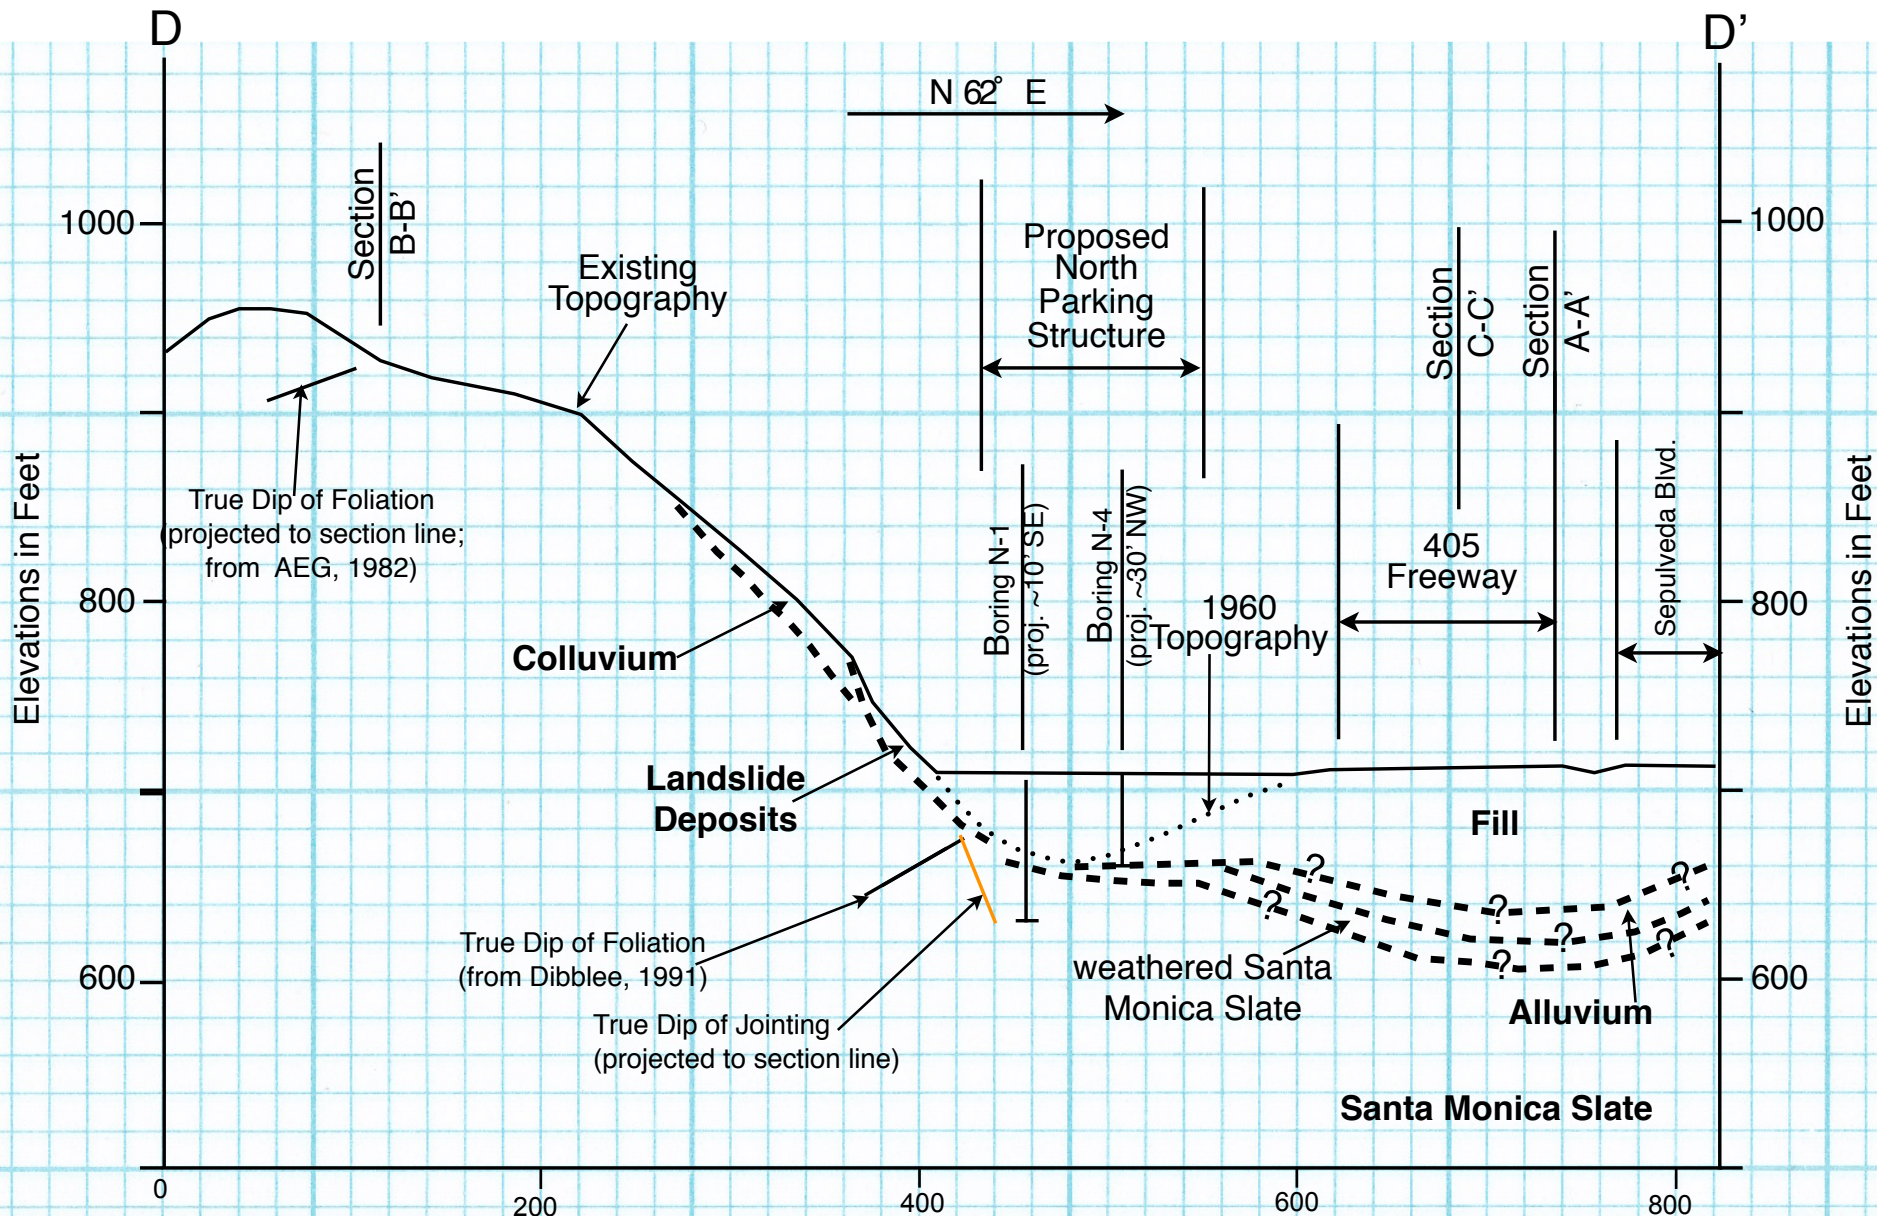 D
D’
N 62° E
Section
B-B’
1000
1000
Existing
Topography
Proposed
North
Parking
Structure
Section
C-C’
Section
A-A’
True Dip of Foliation
(projected to section line;
from AEG, 1982)
Elevations in Feet
Elevations in Feet
Boring N-1
(proj. ~10’ SE)
Boring N-4
(proj. ~30’ NW)
1960
Topography
405
Freeway
Sepulveda Blvd.
800
800
Colluvium
Landslide
Deposits
Fill
?
?
?
?
?
?
?
True Dip of Foliation
(from Dibblee, 1991)
True Dip of Jointing
(projected to section line)
weathered Santa
Monica Slate
Alluvium
600
600
Santa Monica Slate
0
200
400
600
800